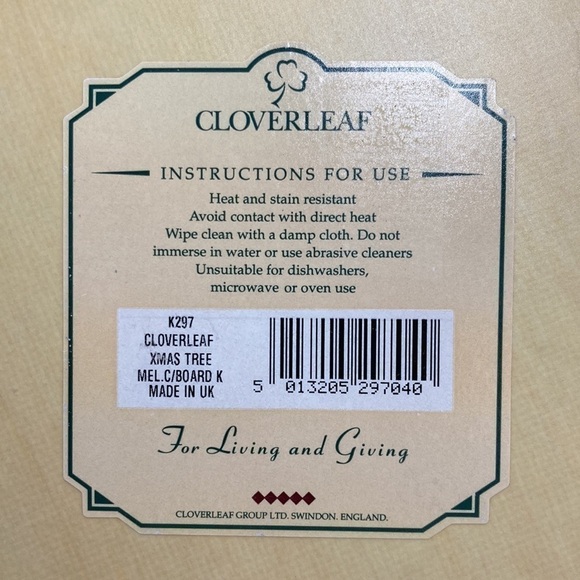 CLOVERLEAF
INSTRUCTIONS FOR USE
Heat and stain resistant
Avoid contact with direct heat
Wipe clean with a damp cloth. Do not
immerse in water or use abrasive cleaners
Unsuitable for dishwashers,
microwave or oven use
K297
CLOVERLEAF
XMAS TREE
MEL.C/BOARD K
MADE IN UK
5 013205 297040
For Living and Giving
CLOVERLEAF GROUP LTD. SWINDON. ENGLAND.